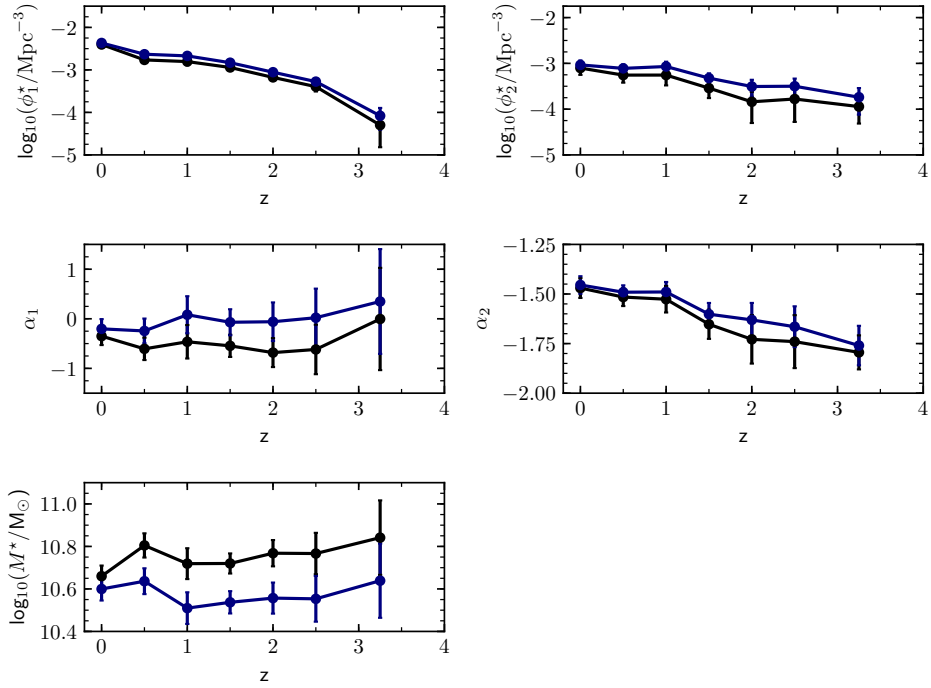 log₁₀(ϕ₁*/Mpc⁻³)
−2
−3
−4
−5
0 1 2 3 4
z
log₁₀(ϕ₂*/Mpc⁻³)
−2
−3
−4
−5
0 1 2 3 4
z
α₁
1
0
−1
0 1 2 3 4
z
α₂
−1.25
−1.50
−1.75
−2.00
0 1 2 3 4
z
log₁₀(M*/M⊙)
11.0
10.8
10.6
10.4
0 1 2 3 4
z